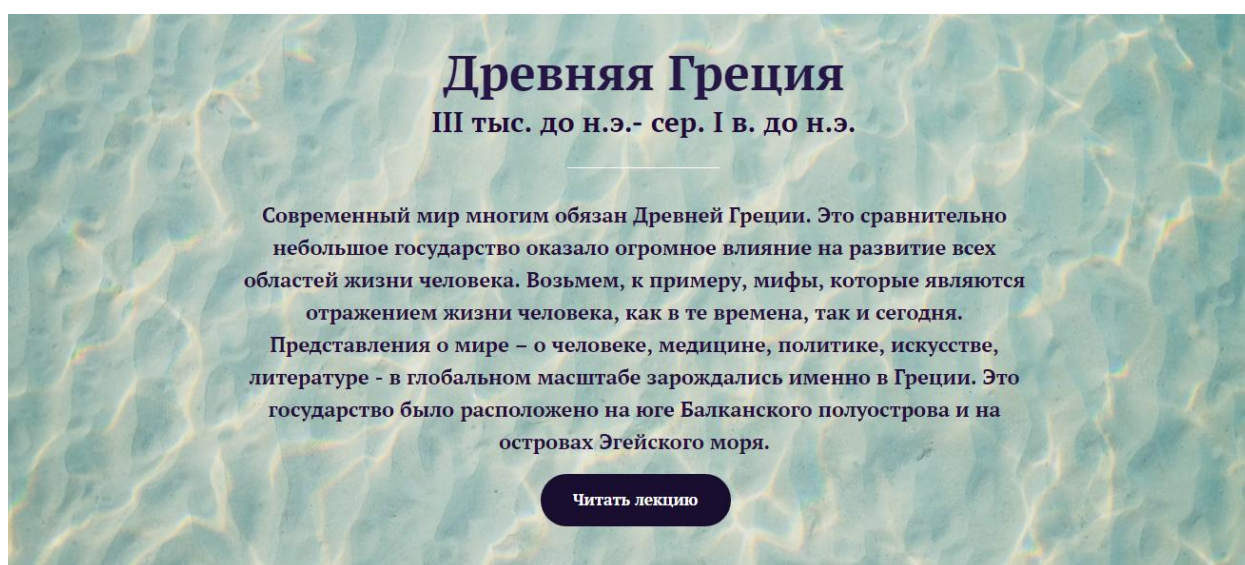 Древняя Греция
III тыс. до н.э.- сер. I в. до н.э.
Современный мир многим обязан Древней Греции. Это сравнительно
небольшое государство оказало огромное влияние на развитие всех
областей жизни человека. Возьмем, к примеру, мифы, которые являются
отражением жизни человека, как в те времена, так и сегодня.
Представления о мире – о человеке, медицине, политике, искусстве,
литературе - в глобальном масштабе зарождались именно в Греции. Это
государство было расположено на юге Балканского полуострова и на
островах Эгейского моря.
Читать лекцию